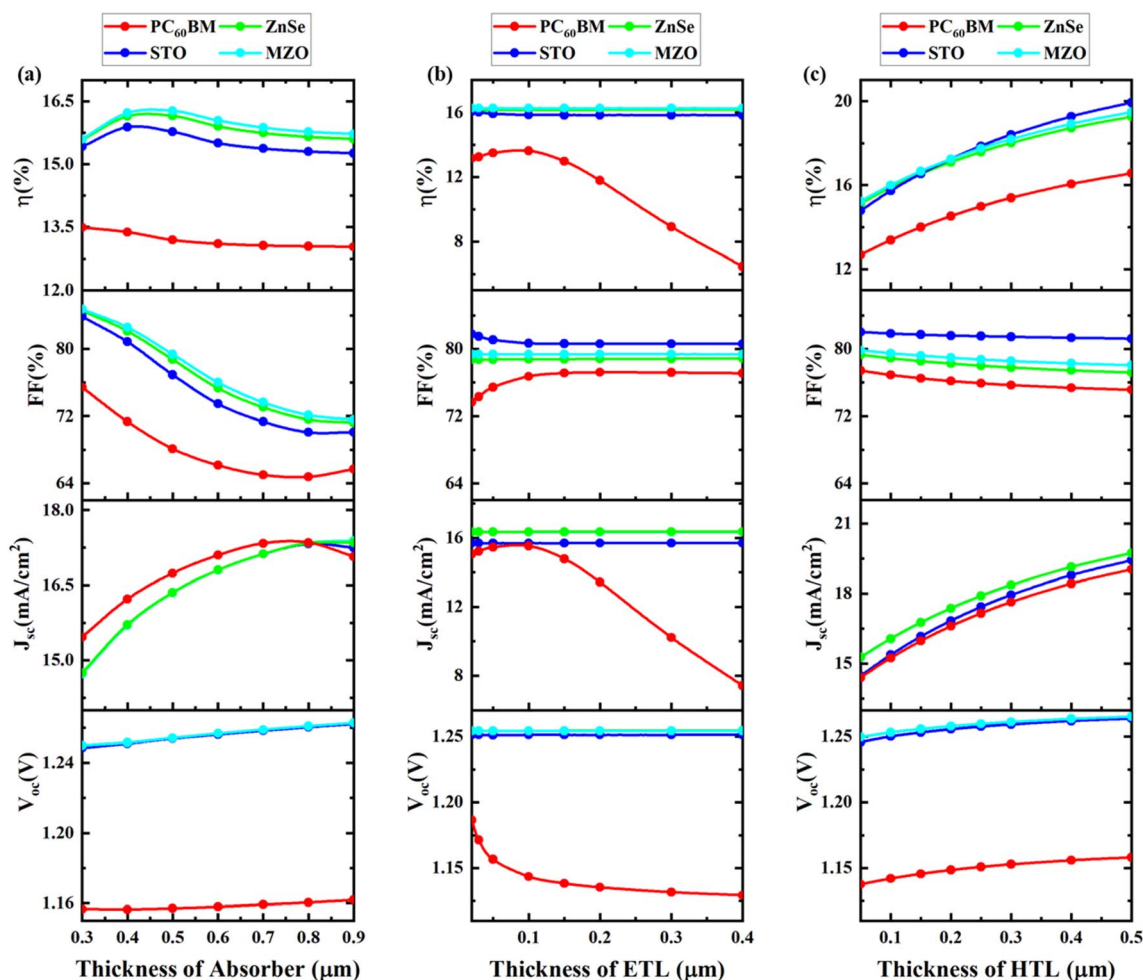 PC₆₀BM ZnSe
STO MZO
(a)
η(%)
16.5
15.0
13.5
12.0
FF(%)
80
72
64
Jsc(mA/cm²)
18.0
16.5
15.0
Voc(V)
1.24
1.20
1.16
0.3 0.4 0.5 0.6 0.7 0.8 0.9
Thickness of Absorber (μm)
PC₆₀BM ZnSe
STO MZO
(b)
η(%)
16
12
8
FF(%)
80
72
64
Jsc(mA/cm²)
16
12
8
Voc(V)
1.25
1.20
1.15
0.1 0.2 0.3 0.4
Thickness of ETL (μm)
PC₆₀BM ZnSe
STO MZO
(c)
η(%)
20
16
12
FF(%)
80
72
64
Jsc(mA/cm²)
21
18
15
Voc(V)
1.25
1.20
1.15
0.1 0.2 0.3 0.4 0.5
Thickness of HTL (μm)